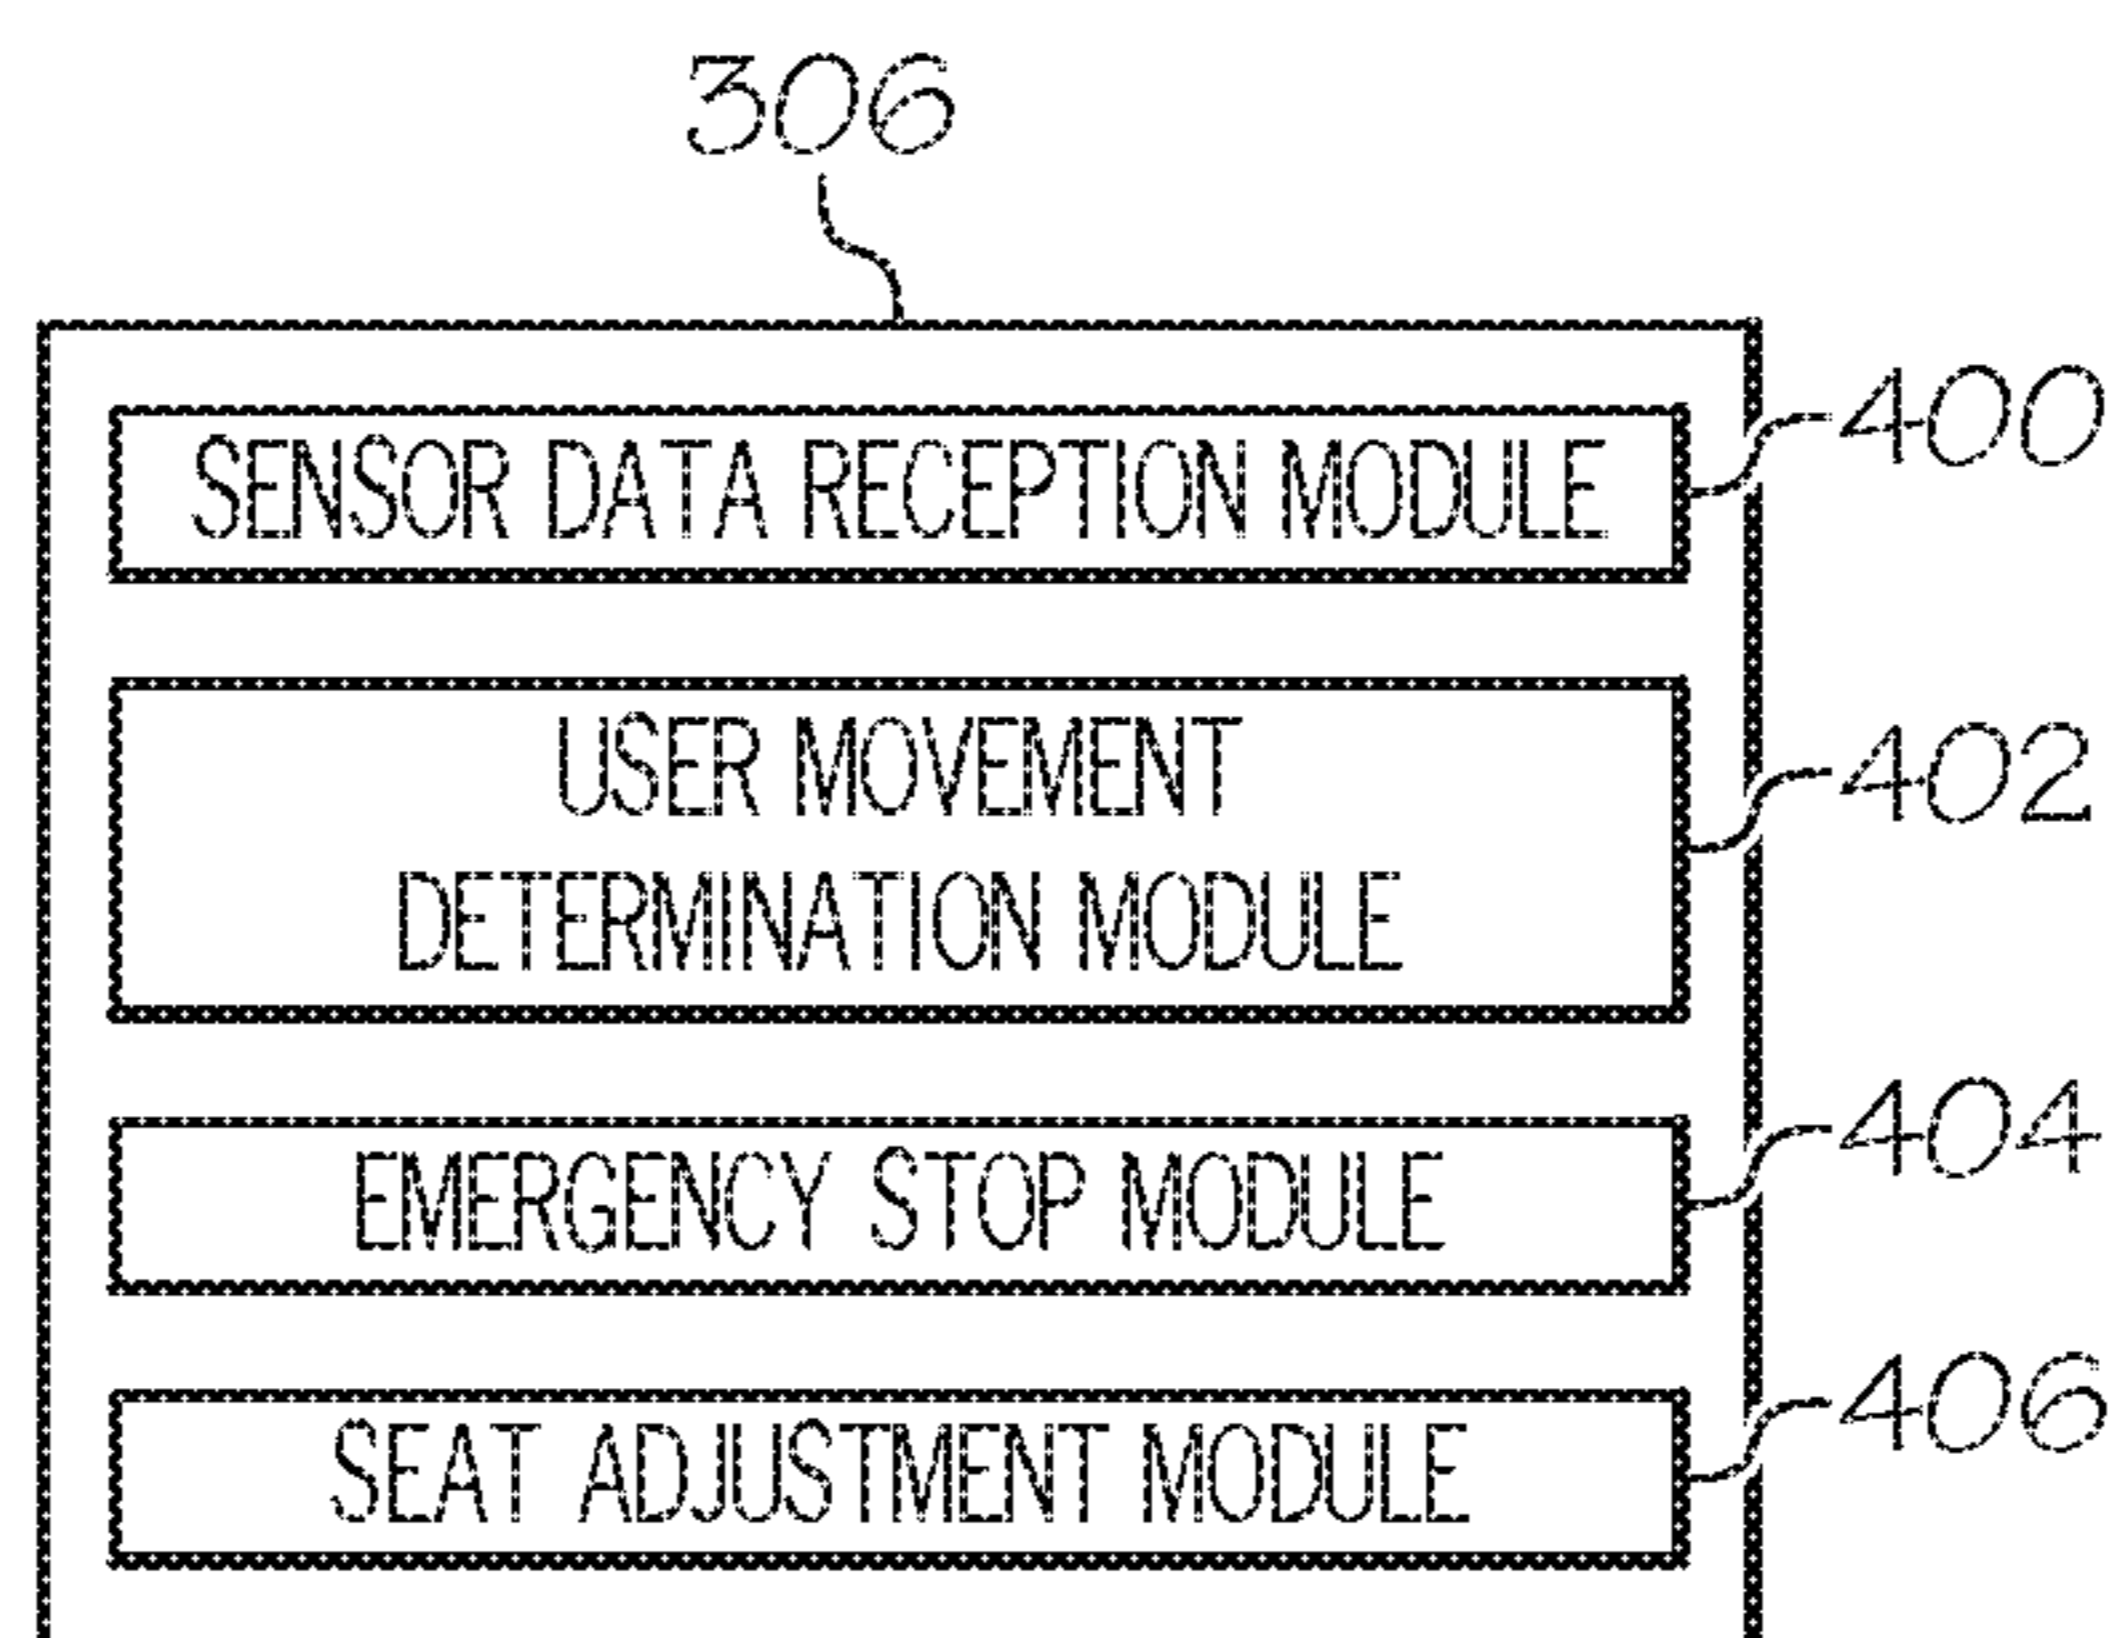 306
SENSOR DATA RECEPTION MODULE
400
USER MOVEMENT
DETERMINATION MODULE
402
EMERGENCY STOP MODULE
404
SEAT ADJUSTMENT MODULE
406